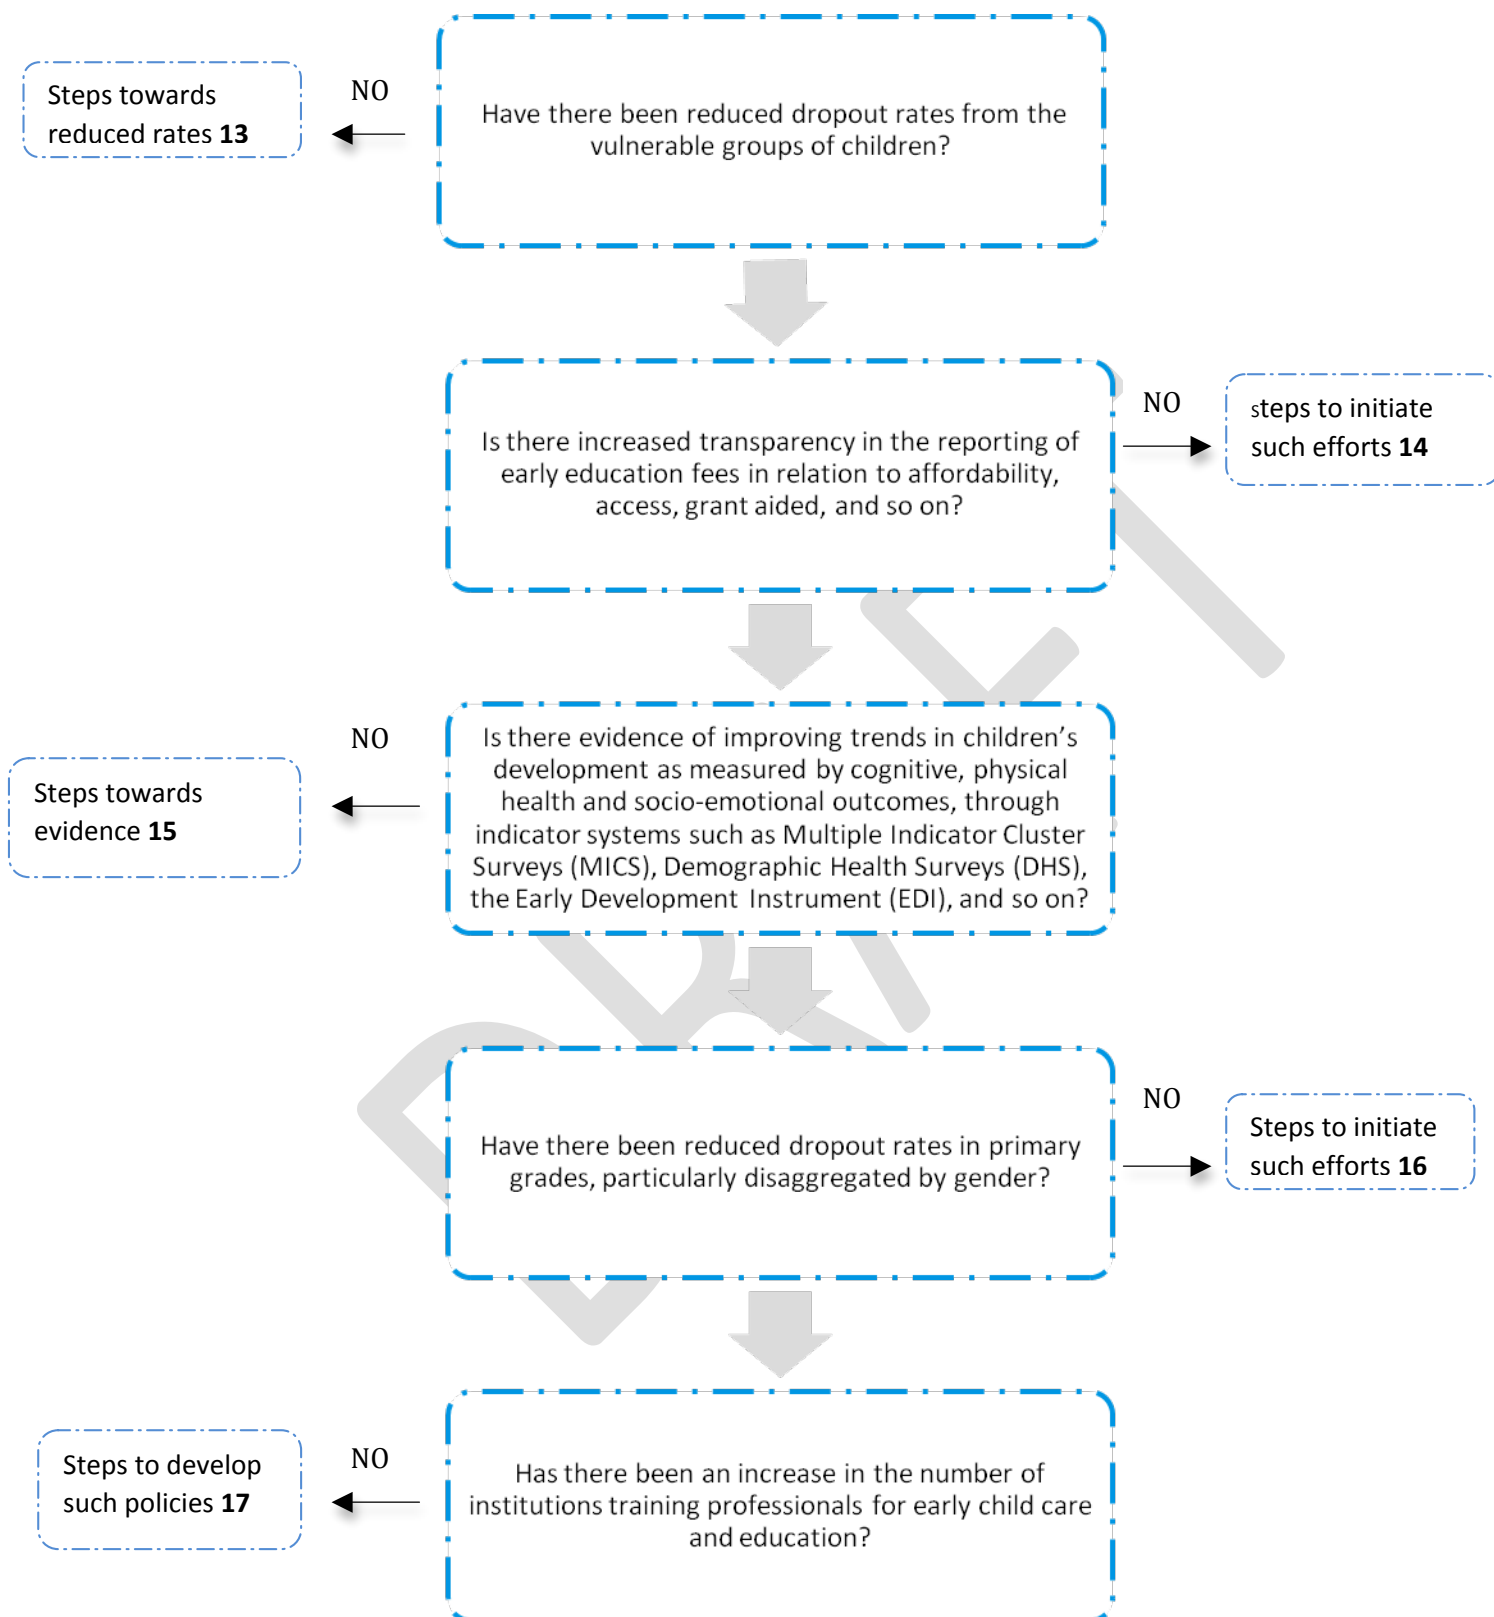 Have there been reduced dropout rates from the
vulnerable groups of children?
NO
Steps towards
reduced rates 13
Is there increased transparency in the reporting of
early education fees in relation to affordability,
access, grant aided, and so on?
NO
steps to initiate
such efforts 14
Is there evidence of improving trends in children’s
development as measured by cognitive, physical
health and socio-emotional outcomes, through
indicator systems such as Multiple Indicator Cluster
Surveys (MICS), Demographic Health Surveys (DHS),
the Early Development Instrument (EDI), and so on?
NO
Steps towards
evidence 15
Have there been reduced dropout rates in primary
grades, particularly disaggregated by gender?
NO
Steps to initiate
such efforts 16
Has there been an increase in the number of
institutions training professionals for early child care
and education?
NO
Steps to develop
such policies 17
DRAFT